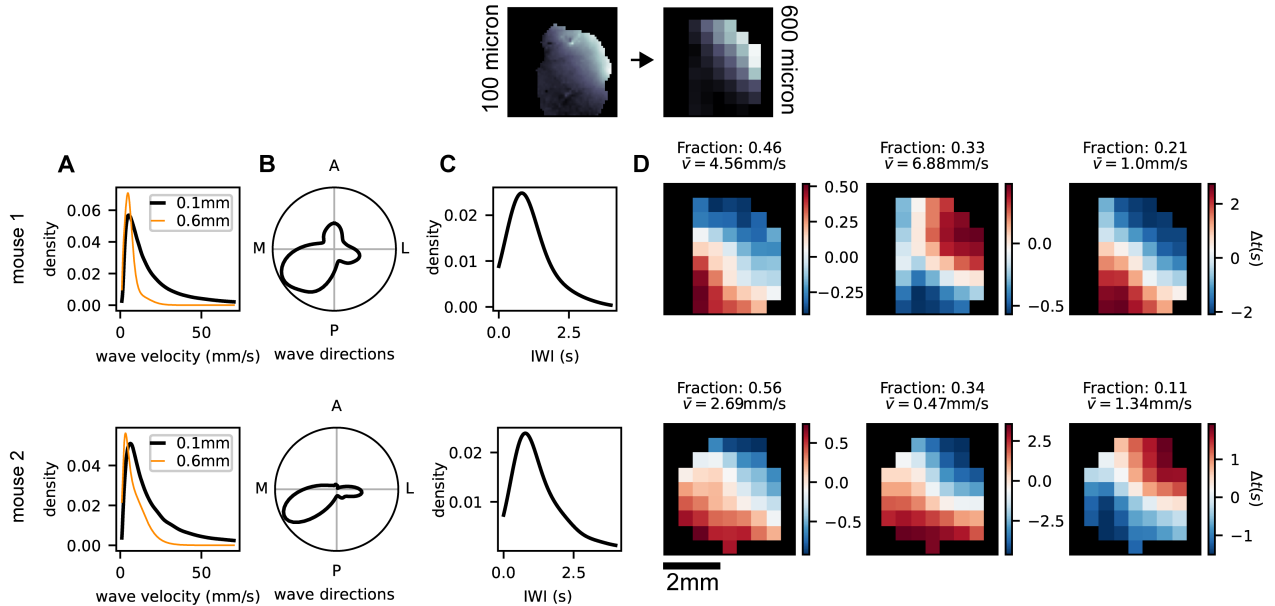 100 micron
600 micron
A
B
C
D
mouse 1
density
0.06
0.04
0.02
0.00
0.1mm
0.6mm
0
50
wave velocity (mm/s)
A
M
L
P
wave directions
density
0.02
0.01
0.00
0.0
2.5
IWI (s)
Fraction: 0.46
v̄ = 4.56mm/s
0.50
0.25
0.00
−0.25
Fraction: 0.33
v̄ = 6.88mm/s
0.0
−0.5
Fraction: 0.21
v̄ = 1.0mm/s
2
0
−2
Δt(s)
mouse 2
density
0.04
0.02
0.00
0.1mm
0.6mm
0
50
wave velocity (mm/s)
A
M
L
P
wave directions
density
0.02
0.01
0.0
2.5
IWI (s)
Fraction: 0.56
v̄ = 2.69mm/s
0.5
0.0
−0.5
Fraction: 0.34
v̄ = 0.47mm/s
2.5
0.0
−2.5
Fraction: 0.11
v̄ = 1.34mm/s
1
0
−1
Δt(s)
2mm